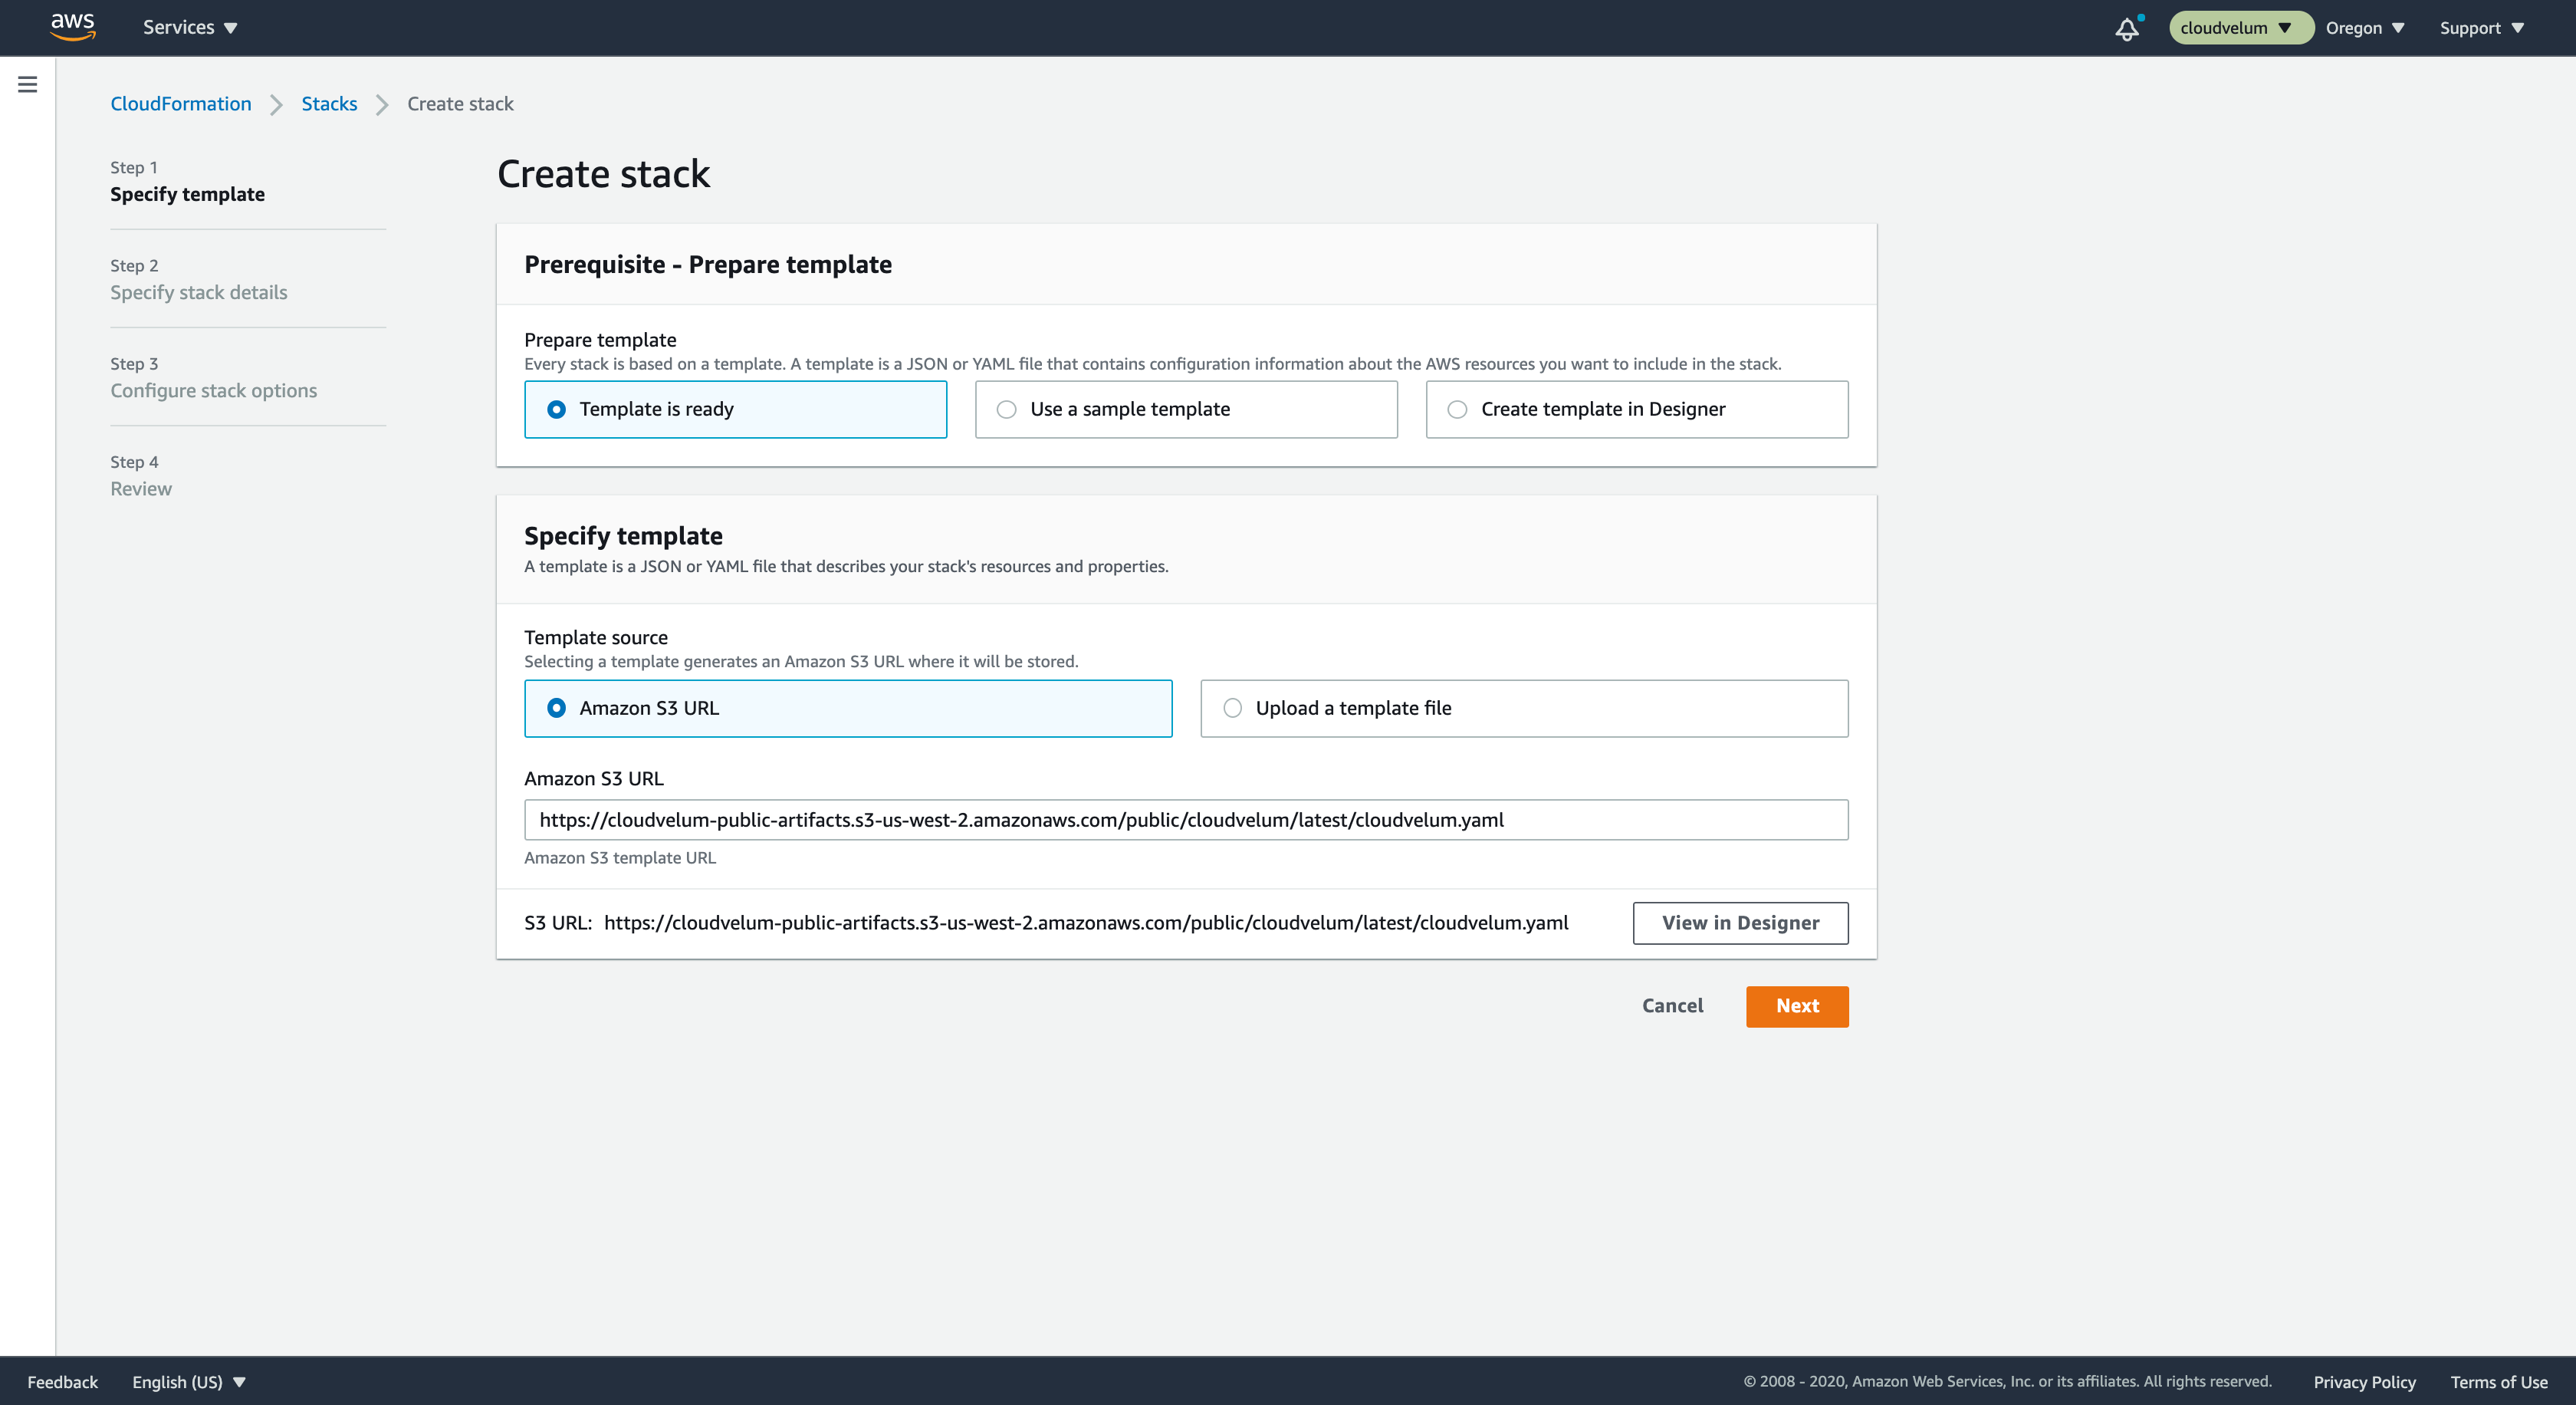 aws
Services
cloudvelum
Oregon
Support
CloudFormation
Stacks
Create stack
Step 1
Specify template
Step 2
Specify stack details
Step 3
Configure stack options
Step 4
Review
Create stack
Prerequisite - Prepare template
Prepare template
Every stack is based on a template. A template is a JSON or YAML file that contains configuration information about the AWS resources you want to include in the stack.
Template is ready
Use a sample template
Create template in Designer
Specify template
A template is a JSON or YAML file that describes your stack's resources and properties.
Template source
Selecting a template generates an Amazon S3 URL where it will be stored.
Amazon S3 URL
Upload a template file
Amazon S3 URL
https://cloudvelum-public-artifacts.s3-us-west-2.amazonaws.com/public/cloudvelum/latest/cloudvelum.yaml
Amazon S3 template URL
S3 URL: https://cloudvelum-public-artifacts.s3-us-west-2.amazonaws.com/public/cloudvelum/latest/cloudvelum.yaml
View in Designer
Cancel
Next
Feedback
English (US)
© 2008 - 2020, Amazon Web Services, Inc. or its affiliates. All rights reserved.
Privacy Policy
Terms of Use